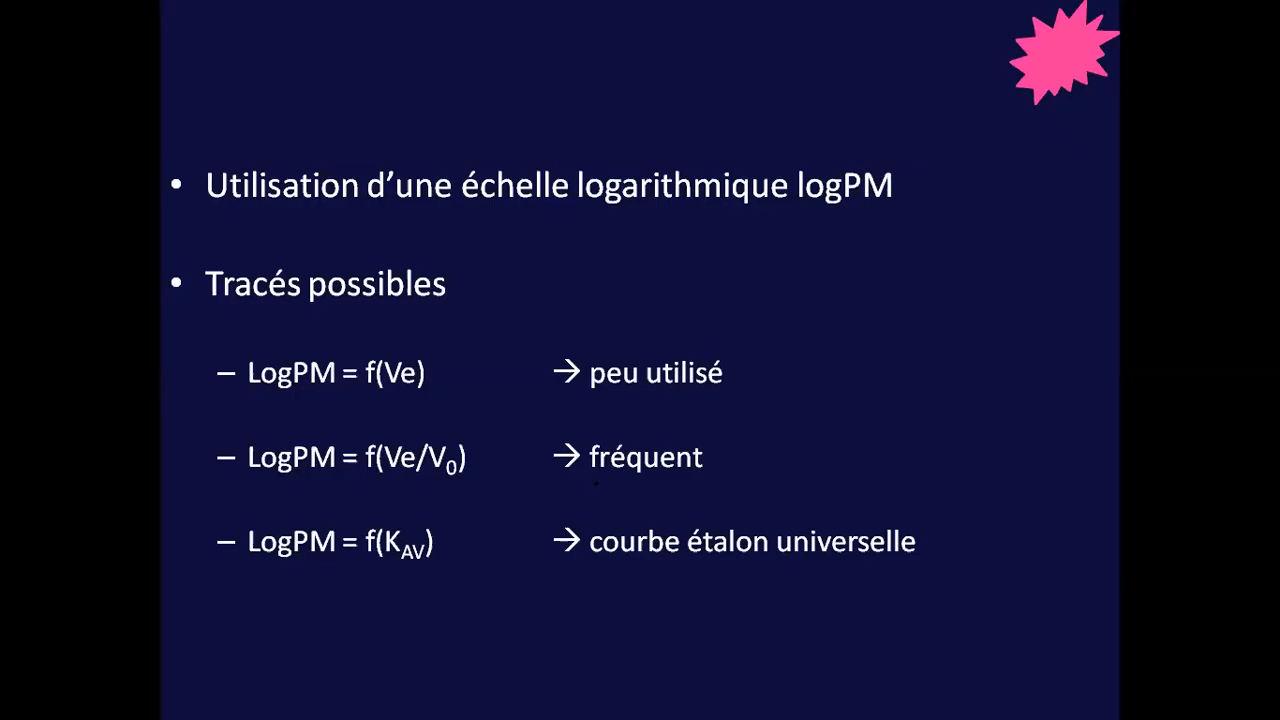 • Utilisation d’une échelle logarithmique logPM
• Tracés possibles
– LogPM = f(Ve) → peu utilisé
– LogPM = f(Ve/V₀) → fréquent
– LogPM = f(K_AV) → courbe étalon universelle